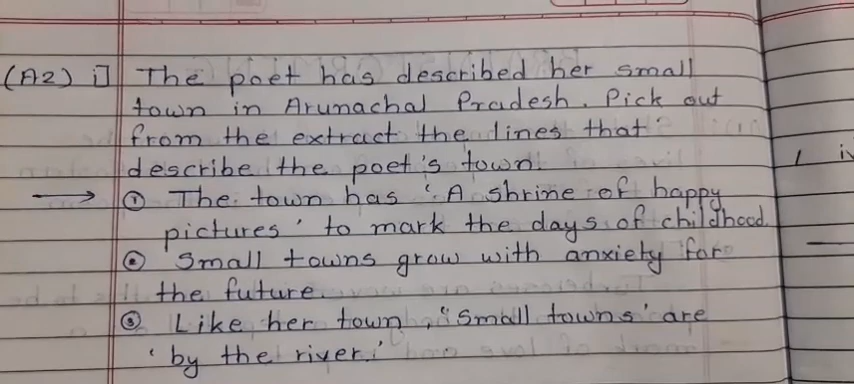 (A2) i] The poet has described her small
town in Arunachal Pradesh. Pick out
from the extract the lines that
describe the poet's town.
→ ① The town has 'A shrine of happy
pictures' to mark the days of childhood.
② 'Small towns grow with anxiety for
the future.
③ Like her town, "Small towns' are
'by the river.'